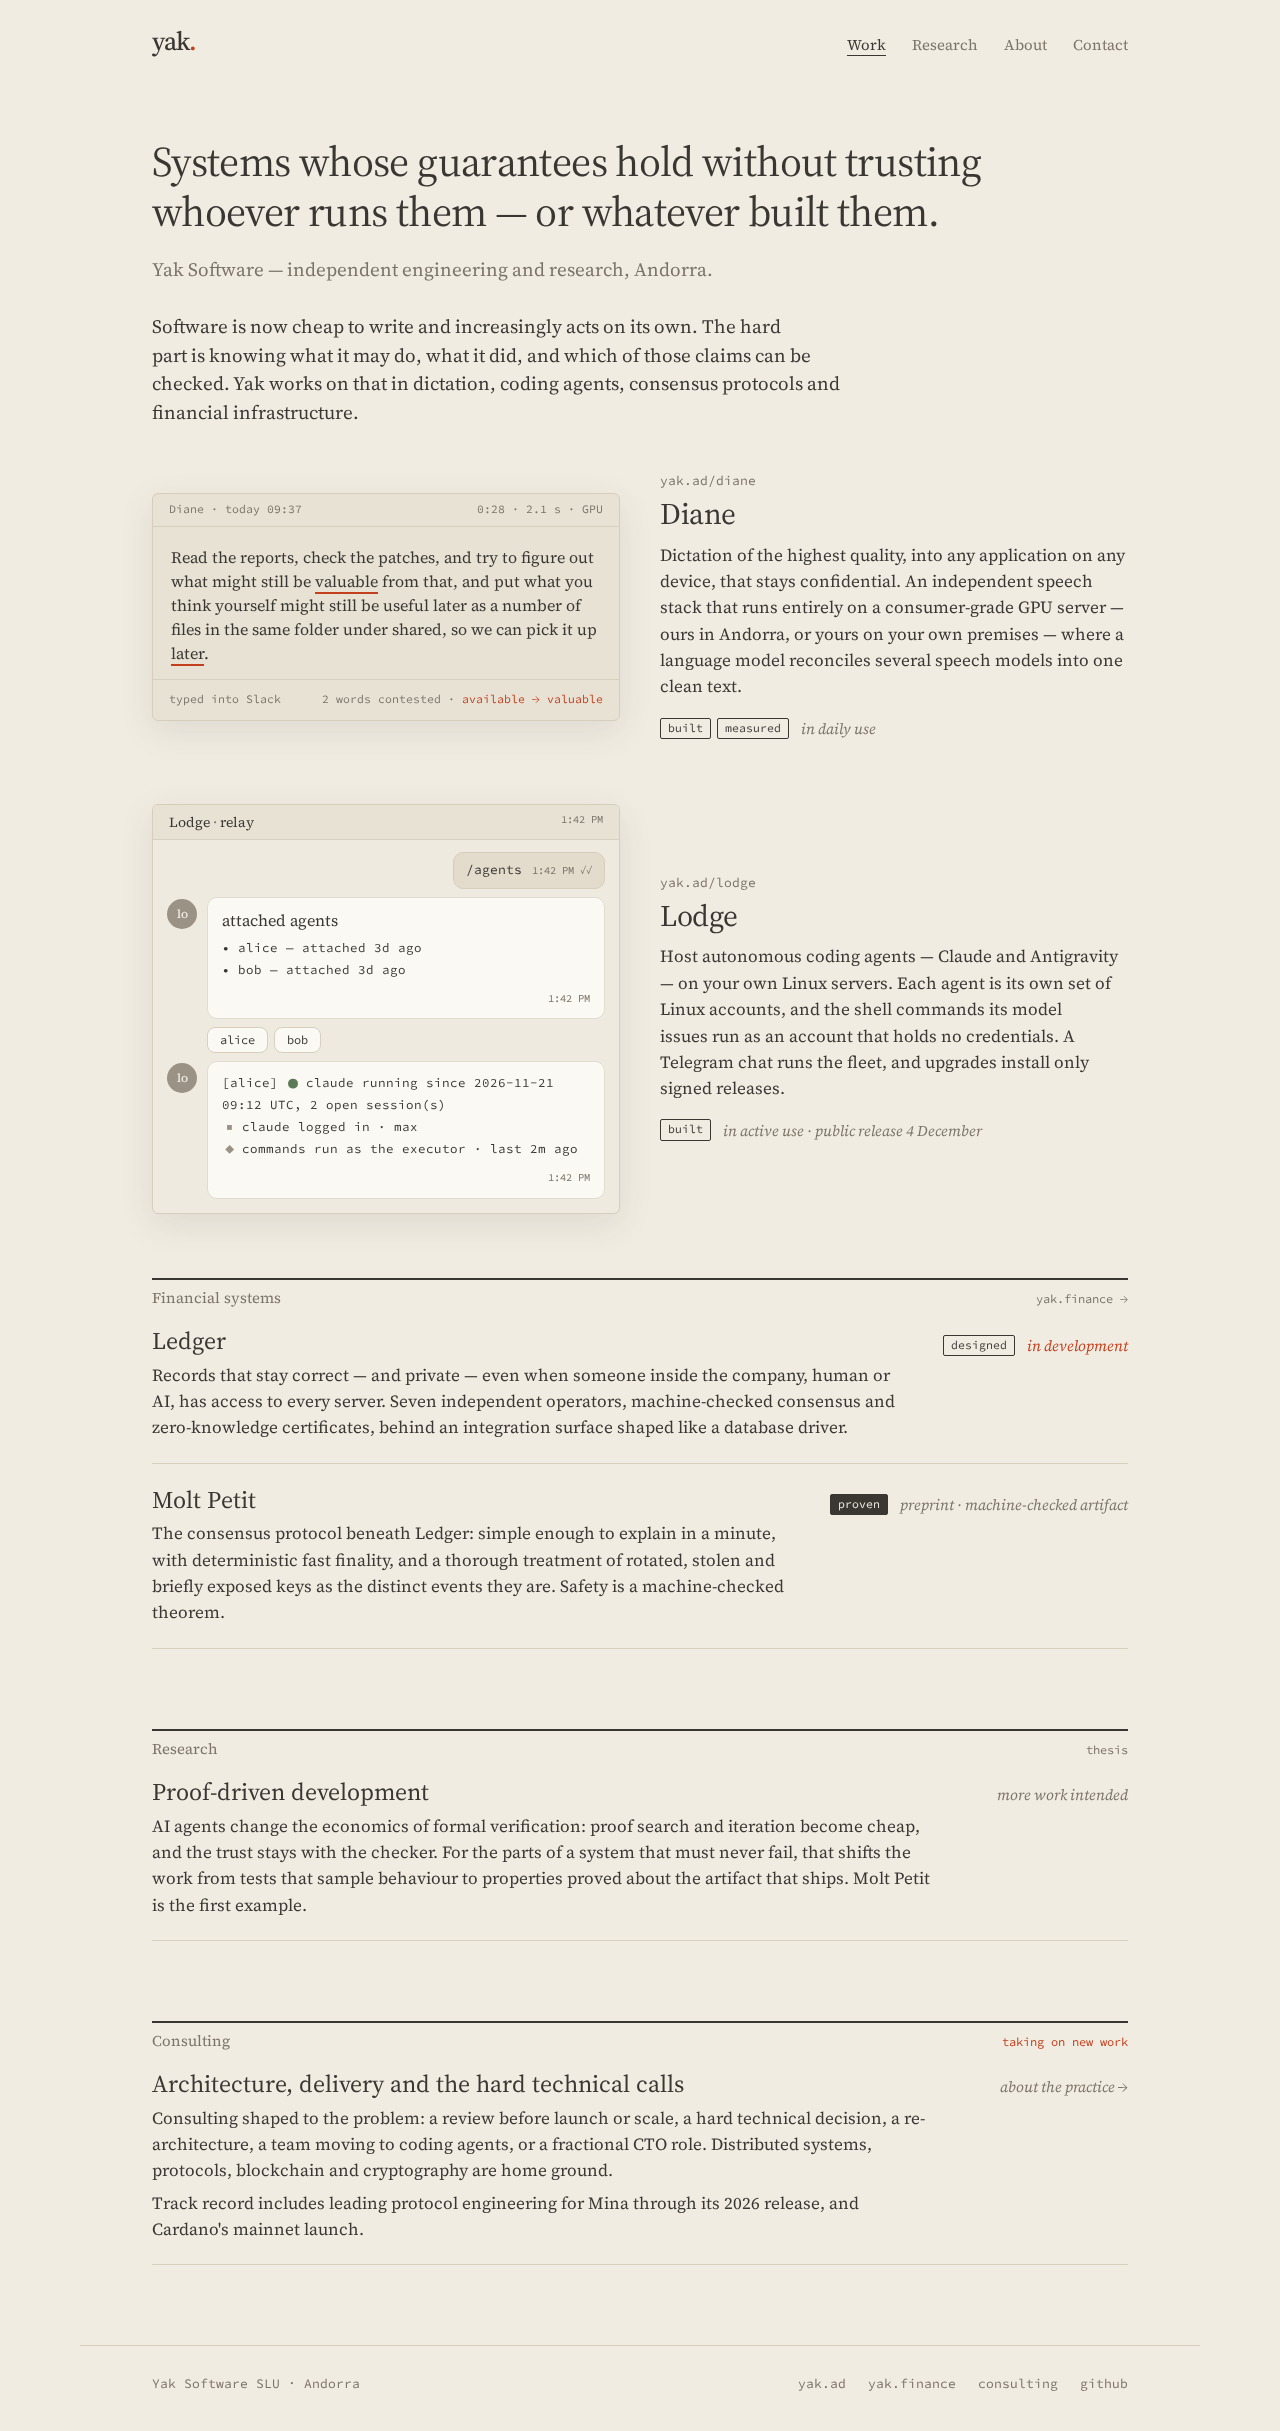 yak.
Work Research About Contact
Systems whose guarantees hold without trusting
whoever runs them — or whatever built them.
Yak Software — independent engineering and research, Andorra.
Software is now cheap to write and increasingly acts on its own. The hard
part is knowing what it may do, what it did, and which of those claims can be
checked. Yak works on that in dictation, coding agents, consensus protocols and
financial infrastructure.
Diane · today 09:37 0:28 · 2.1 s · GPU
Read the reports, check the patches, and try to figure out
what might still be valuable from that, and put what you
think yourself might still be useful later as a number of
files in the same folder under shared, so we can pick it up
later.
typed into Slack 2 words contested · available → valuable
yak.ad/diane
Diane
Dictation of the highest quality, into any application on any
device, that stays confidential. An independent speech
stack that runs entirely on a consumer-grade GPU server —
ours in Andorra, or yours on your own premises — where a
language model reconciles several speech models into one
clean text.
built measured in daily use
Lodge · relay 1:42 PM
/agents 1:42 PM ✓✓
lo
attached agents
• alice — attached 3d ago
• bob — attached 3d ago
1:42 PM
alice bob
lo
[alice] ● claude running since 2026-11-21
09:12 UTC, 2 open session(s)
▪ claude logged in · max
◆ commands run as the executor · last 2m ago
1:42 PM
yak.ad/lodge
Lodge
Host autonomous coding agents — Claude and Antigravity
— on your own Linux servers. Each agent is its own set of
Linux accounts, and the shell commands its model
issues run as an account that holds no credentials. A
Telegram chat runs the fleet, and upgrades install only
signed releases.
built in active use · public release 4 December
Financial systems yak.finance →
Ledger designed in development
Records that stay correct — and private — even when someone inside the company, human or
AI, has access to every server. Seven independent operators, machine-checked consensus and
zero-knowledge certificates, behind an integration surface shaped like a database driver.
Molt Petit proven preprint · machine-checked artifact
The consensus protocol beneath Ledger: simple enough to explain in a minute,
with deterministic fast finality, and a thorough treatment of rotated, stolen and
briefly exposed keys as the distinct events they are. Safety is a machine-checked
theorem.
Research thesis
Proof-driven development more work intended
AI agents change the economics of formal verification: proof search and iteration become cheap,
and the trust stays with the checker. For the parts of a system that must never fail, that shifts the
work from tests that sample behaviour to properties proved about the artifact that ships. Molt Petit
is the first example.
Consulting taking on new work
Architecture, delivery and the hard technical calls about the practice →
Consulting shaped to the problem: a review before launch or scale, a hard technical decision, a re-
architecture, a team moving to coding agents, or a fractional CTO role. Distributed systems,
protocols, blockchain and cryptography are home ground.
Track record includes leading protocol engineering for Mina through its 2026 release, and
Cardano's mainnet launch.
Yak Software SLU · Andorra yak.ad yak.finance consulting github